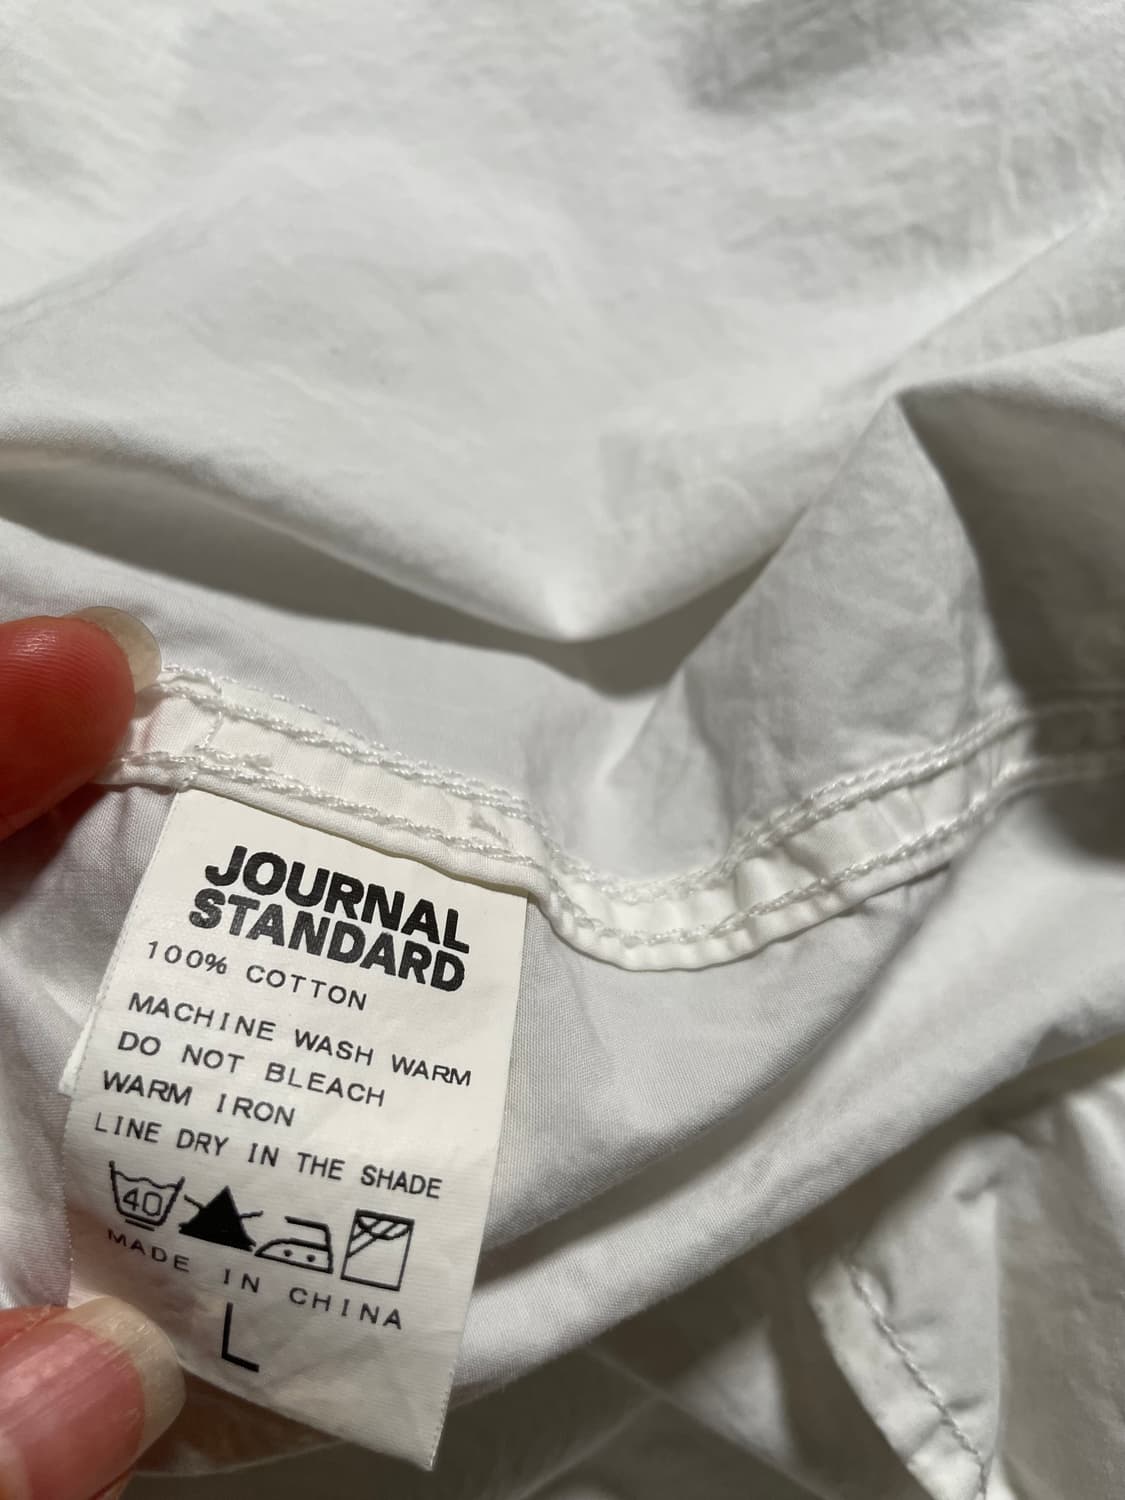 JOURNAL
STANDARD
100% COTTON
MACHINE WASH WARM
DO NOT BLEACH
WARM IRON
LINE DRY IN THE SHADE
40
MADE IN CHINA
L